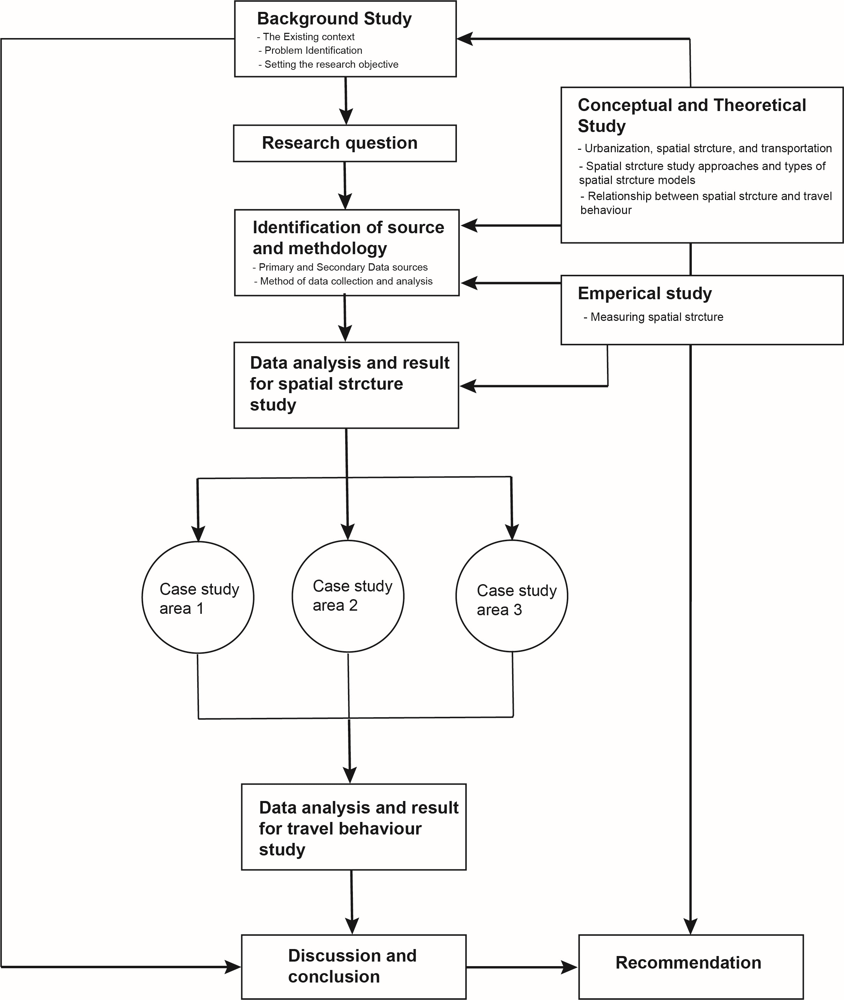 Background Study
- The Existing context
- Problem Identification
- Setting the research objective
Research question
Conceptual and Theoretical
Study
- Urbanization, spatial strcture, and transportation
- Spatial strcture study approaches and types of
spatial strcture models
- Relationship between spatial strcture and travel
behaviour
Identification of source
and methdology
- Primary and Secondary Data sources
- Method of data collection and analysis
Emperical study
- Measuring spatial strcture
Data analysis and result
for spatial strcture
study
Case study
area 1
Case study
area 2
Case study
area 3
Data analysis and result
for travel behaviour
study
Discussion and
conclusion
Recommendation